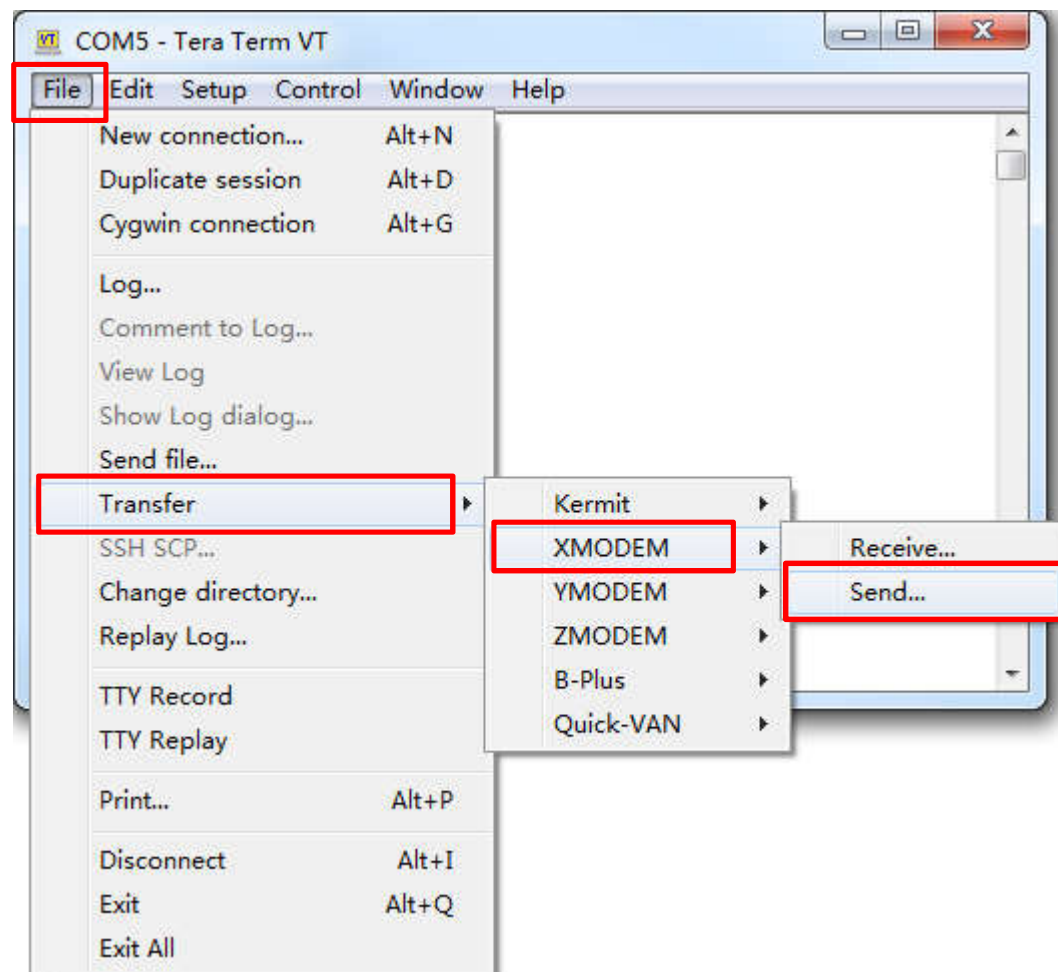 COM5 - Tera Term VT
File Edit Setup Control Window Help
New connection... Alt+N
Duplicate session Alt+D
Cygwin connection Alt+G
Log...
Comment to Log...
View Log
Show Log dialog...
Send file...
Transfer
SSH SCP...
Change directory...
Replay Log...
TTY Record
TTY Replay
Print... Alt+P
Disconnect Alt+I
Exit Alt+Q
Exit All
Kermit
XMODEM
YMODEM
ZMODEM
B-Plus
Quick-VAN
Receive...
Send...